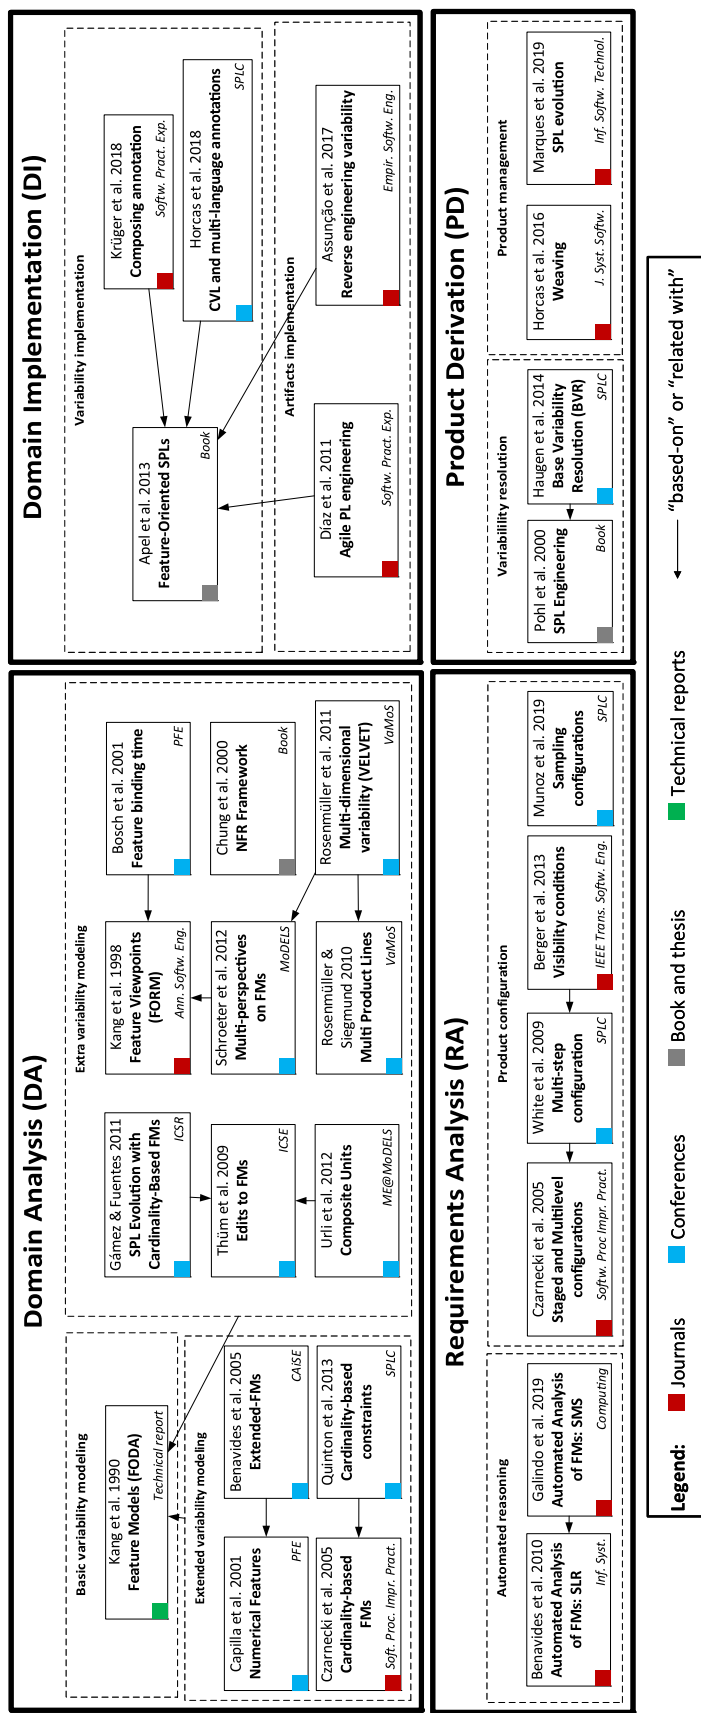 Domain Analysis (DA)
Basic variability modeling
Kang et al. 1990
Feature Models (FODA)
Technical report
Extended variability modeling
Capilla et al. 2001
Numerical Features
PFE
Benavides et al. 2005
Extended-FMs
CAiSE
Czarnecki et al. 2005
Cardinality-based
FMs
Soft. Proc. Impr. Pract.
Quinton et al. 2013
Cardinality-based
constraints
SPLC
Extra variability modeling
Gámez & Fuentes 2011
SPL Evolution with
Cardinality-Based FMs
ICSR
Kang et al. 1998
Feature Viewpoints
(FORM)
Ann. Softw. Eng.
Bosch et al. 2001
Feature binding time
PFE
Thüm et al. 2009
Edits to FMs
ICSE
Schroeter et al. 2012
Multi-perspectives
on FMs
MoDELS
Chung et al. 2000
NFR Framework
Book
Urli et al. 2012
Composite Units
ME@MoDELS
Rosenmüller &
Siegmund 2010
Multi Product Lines
VaMoS
Rosenmüller et al. 2011
Multi-dimensional
variability (VELVET)
VaMoS
Domain Implementation (DI)
Variability implementation
Apel et al. 2013
Feature-Oriented SPLs
Book
Krüger et al. 2018
Composing annotation
Softw. Pract. Exp.
Horcas et al. 2018
CVL and multi-language annotations
SPLC
Artifacts implementation
Díaz et al. 2011
Agile PL engineering
Softw. Pract. Exp.
Assunção et al. 2017
Reverse engineering variability
Empir. Softw. Eng.
Requirements Analysis (RA)
Automated reasoning
Benavides et al. 2010
Automated Analysis
of FMs: SLR
Inf. Syst.
Galindo et al. 2019
Automated Analysis
of FMs: SMS
Computing
Product configuration
Czarnecki et al. 2005
Staged and Multilevel
configurations
Softw. Proc Impr. Pract.
White et al. 2009
Multi-step
configuration
SPLC
Berger et al. 2013
Visibility conditions
IEEE Trans. Softw. Eng.
Munoz et al. 2019
Sampling
configurations
SPLC
Product Derivation (PD)
Variabilility resolution
Pohl et al. 2000
SPL Engineering
Book
Haugen et al. 2014
Base Variability
Resolution (BVR)
SPLC
Product management
Horcas et al. 2016
Weaving
J. Syst. Softw.
Marques et al. 2019
SPL evolution
Inf. Softw. Technol.
Legend:
Journals
Conferences
Book and thesis
Technical reports
“based-on” or “related with”